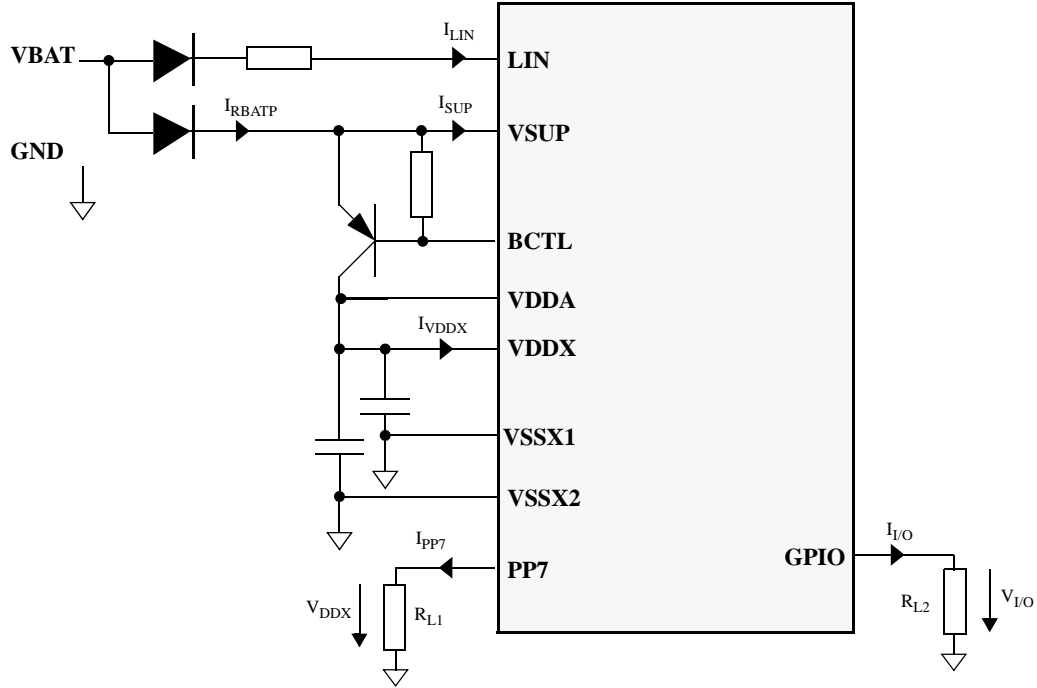 I_LIN
VBAT
LIN
I_RBATP
I_SUP
VSUP
GND
BCTL
VDDA
I_VDDX
VDDX
VSSX1
VSSX2
I_PP7
PP7
GPIO
I_I/O
V_DDX
R_L1
R_L2
V_I/O